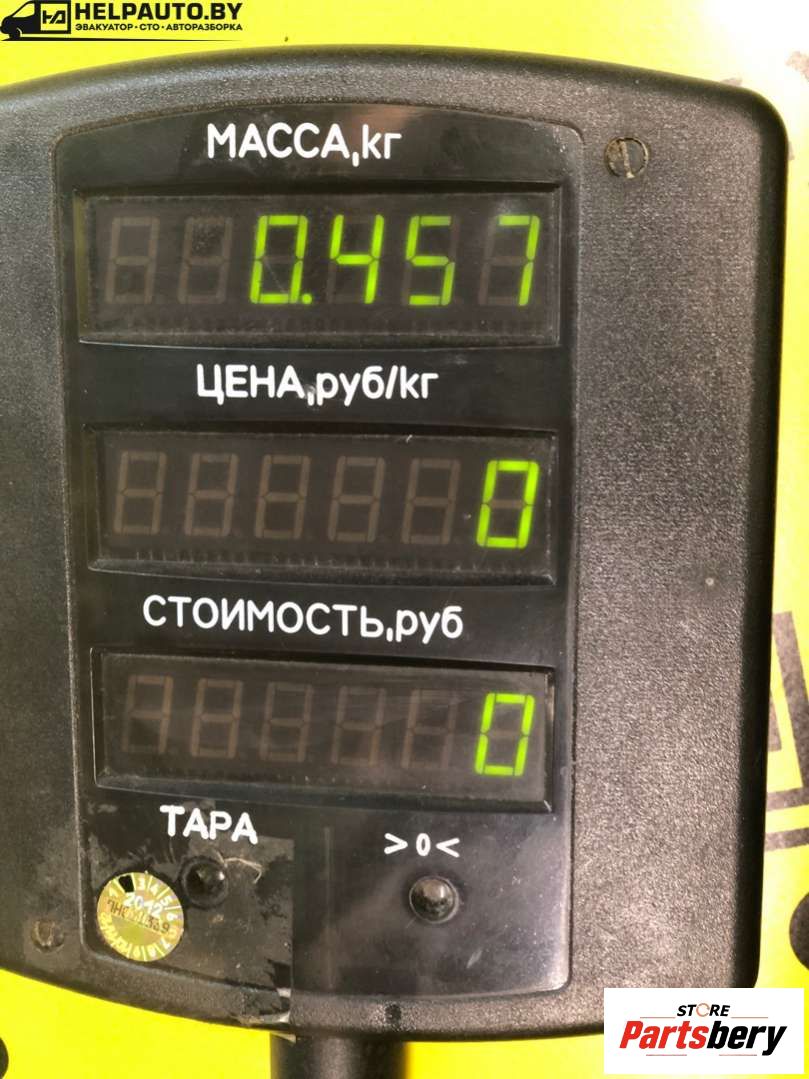 HELPAUTO.BY
ЭВАКУАТОР • СТО • АВТОРАЗБОРКА
МАССА,кг
0.457
ЦЕНА,руб/кг
0
СТОИМОСТЬ,руб
0
ТАРА
>0<
2012
STORE
Partsbery